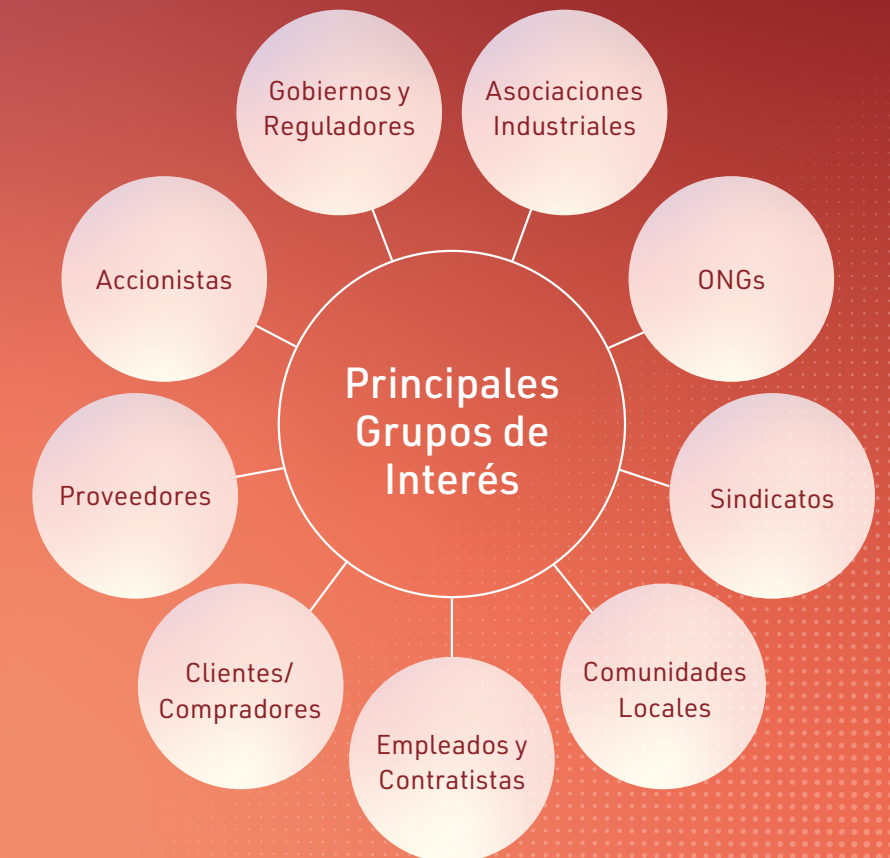 Gobiernos y
Reguladores
Asociaciones
Industriales
Accionistas
ONGs
Principales
Grupos de
Interés
Proveedores
Sindicatos
Clientes/
Compradores
Comunidades
Locales
Empleados y
Contratistas